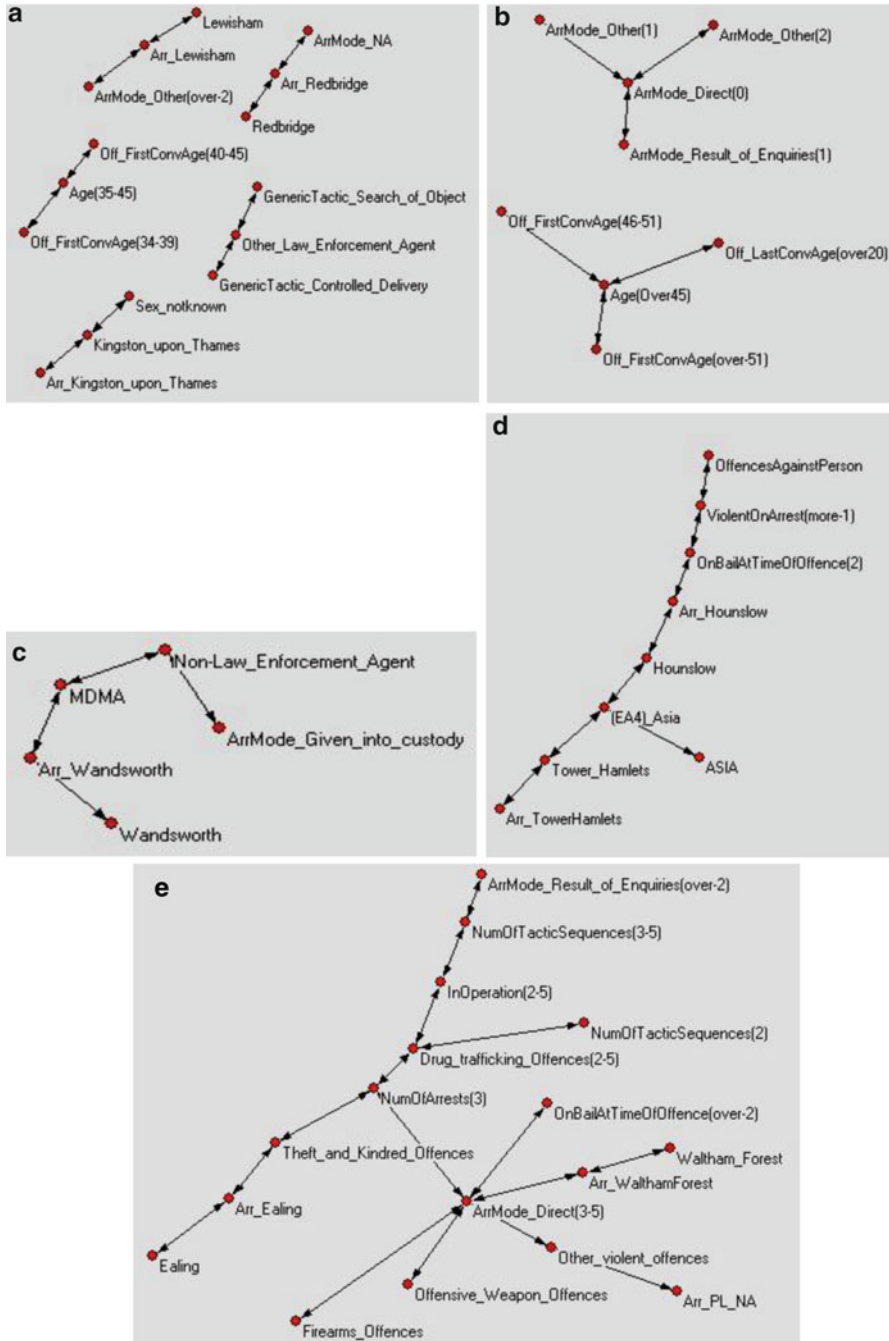 a
Lewisham
Arr_Lewisham
ArrMode_Other(over-2)
ArrMode_NA
Arr_Redbridge
Redbridge
Off_FirstConvAge(40-45)
Age(35-45)
Off_FirstConvAge(34-39)
GenericTactic_Search_of_Object
Other_Law_Enforcement_Agent
GenericTactic_Controlled_Delivery
Sex_notknown
Kingston_upon_Thames
Arr_Kingston_upon_Thames
b
ArrMode_Other(1)
ArrMode_Other(2)
ArrMode_Direct(0)
ArrMode_Result_of_Enquiries(1)
Off_FirstConvAge(46-51)
Off_LastConvAge(over20)
Age(Over45)
Off_FirstConvAge(over-51)
c
Non-Law_Enforcement_Agent
MDMA
ArrMode_Given_into_custody
Arr_Wandsworth
Wandsworth
d
OffencesAgainstPerson
ViolentOnArrest(more-1)
OnBailAtTimeOfOffence(2)
Arr_Hounslow
Hounslow
(EA4)_Asia
Tower_Hamlets
ASIA
Arr_TowerHamlets
e
ArrMode_Result_of_Enquiries(over-2)
NumOfTacticSequences(3-5)
InOperation(2-5)
NumOfTacticSequences(2)
Drug_trafficking_Offences(2-5)
NumOfArrests(3)
OnBailAtTimeOfOffence(over-2)
Theft_and_Kindred_Offences
Waltham_Forest
Arr_WalthamForest
Arr_Ealing
ArrMode_Direct(3-5)
Other_violent_offences
Ealing
Offensive_Weapon_Offences
Arr_PL_NA
Firearms_Offences